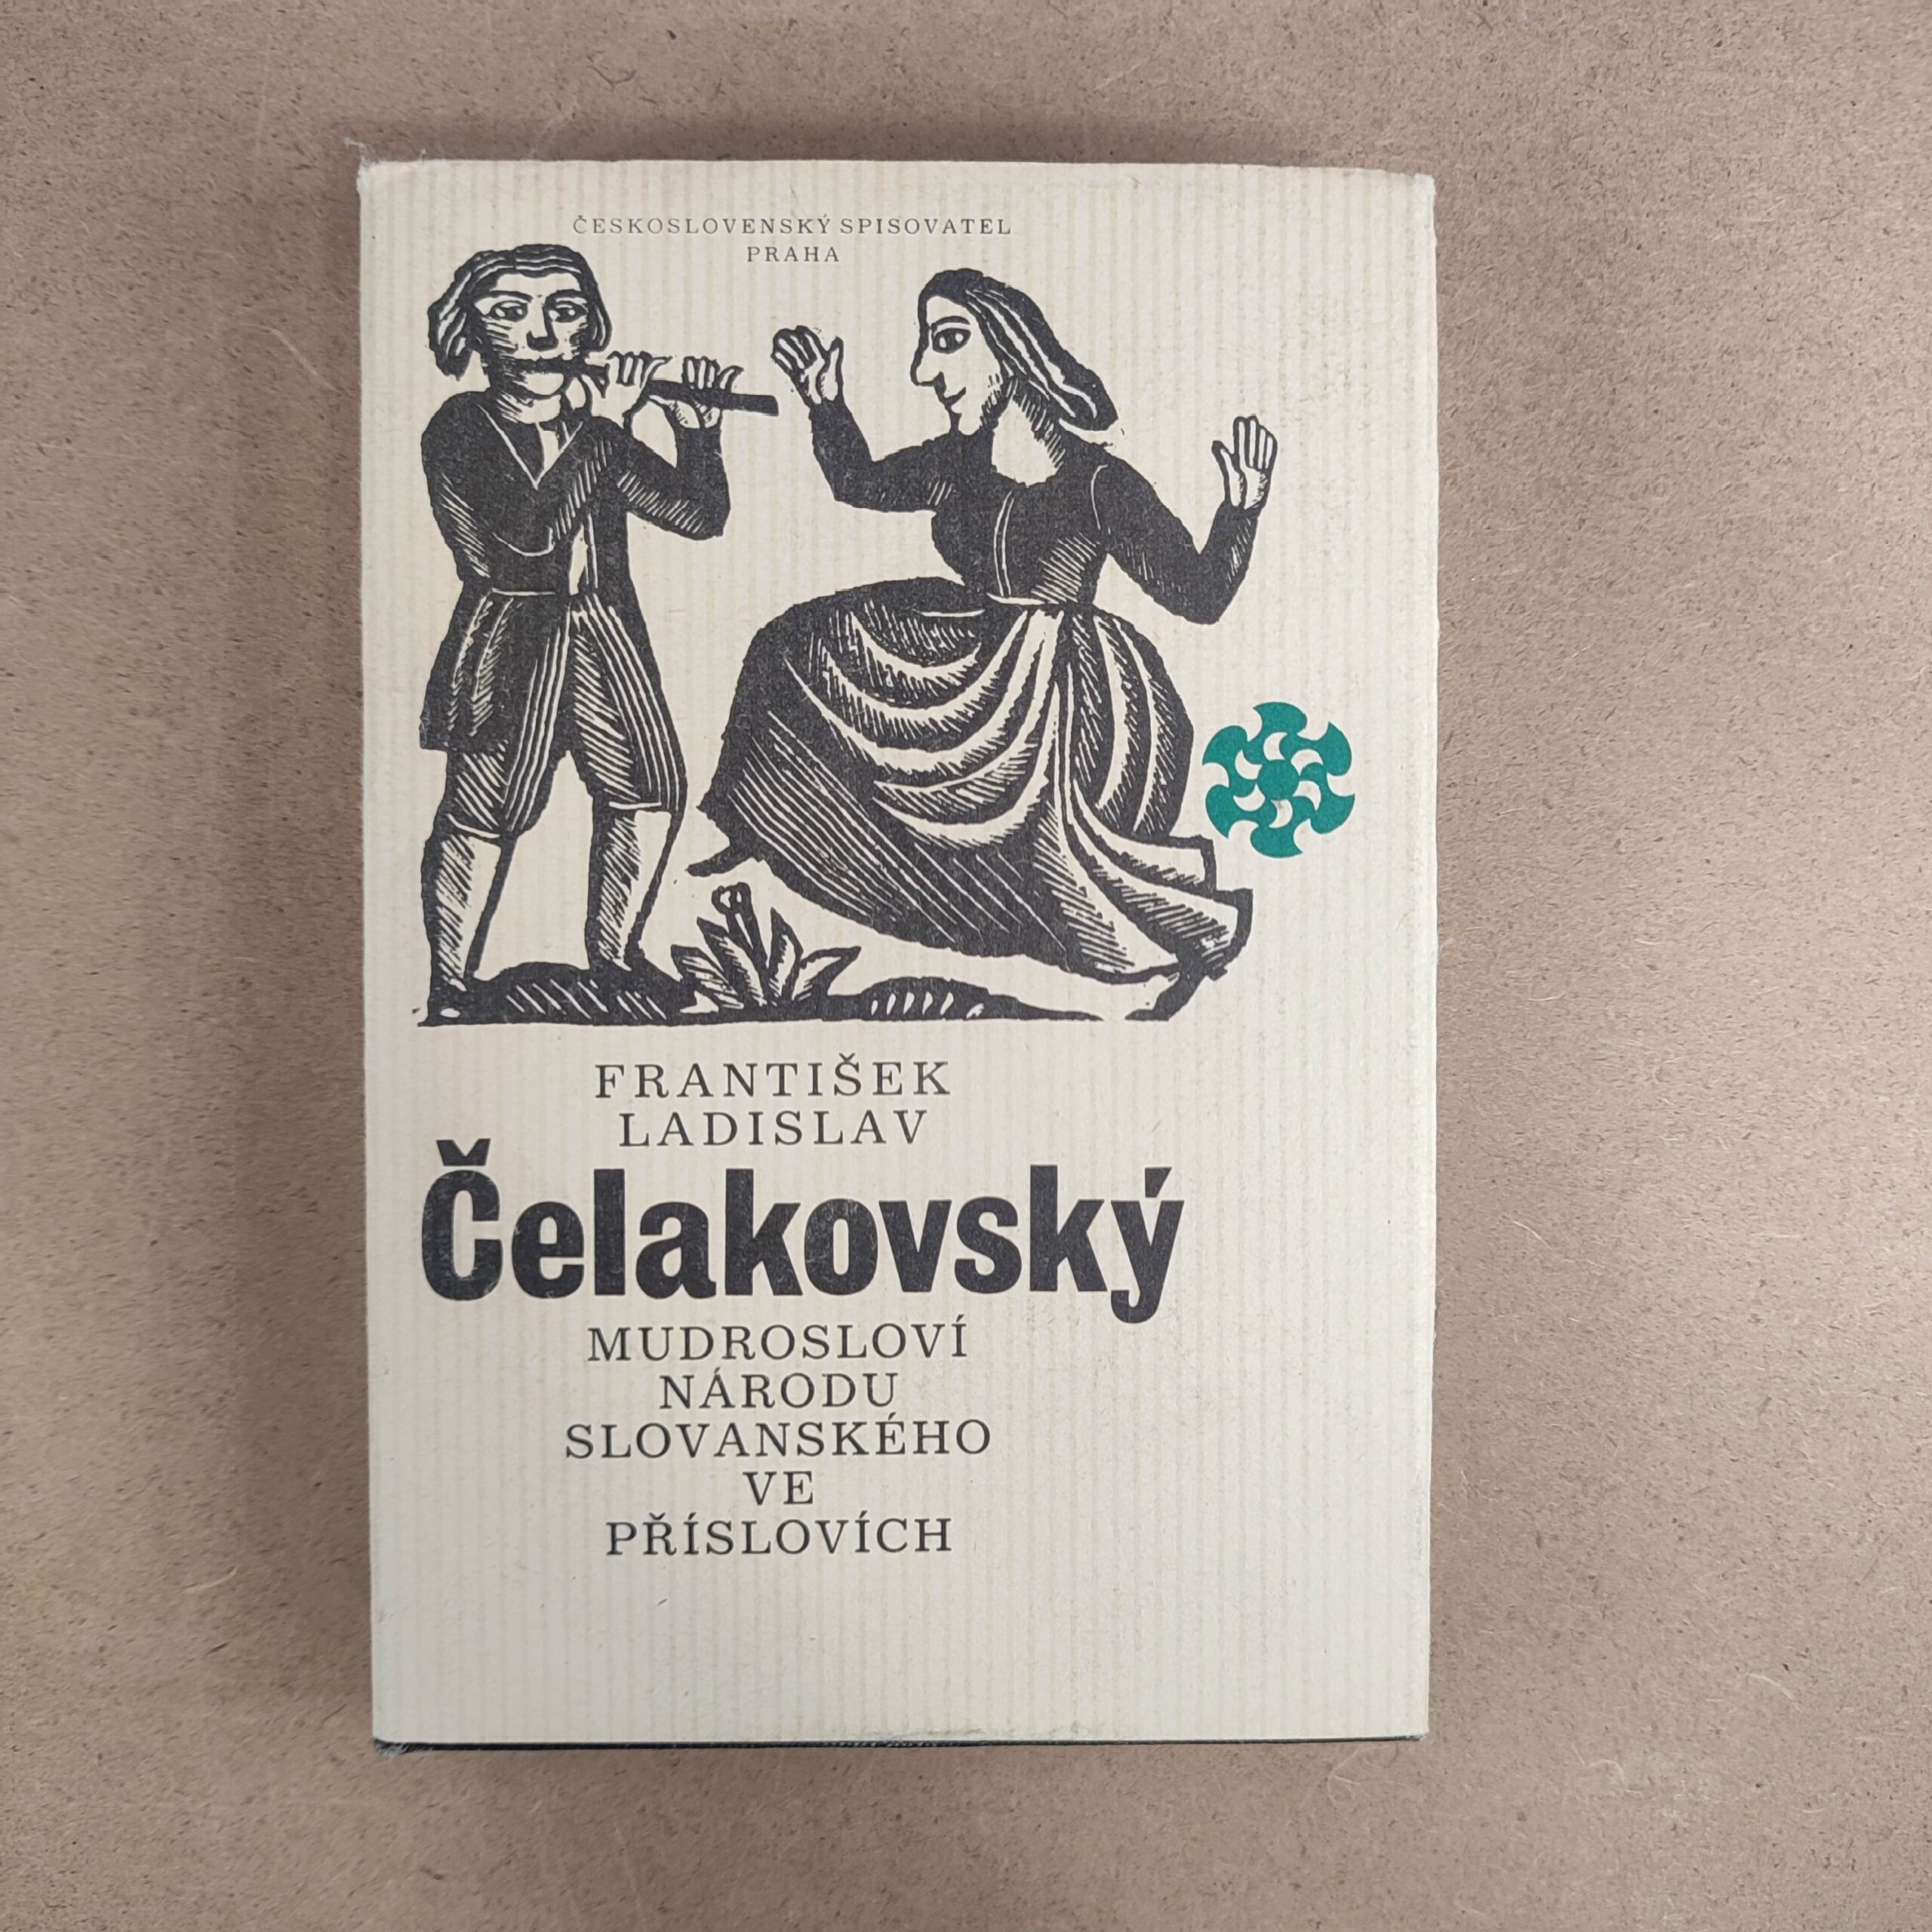 ČESKOSLOVENSKÝ SPISOVATEL
PRAHA
FRANTIŠEK
LADISLAV
Čelakovský
MUDROSLOVÍ
NÁRODU
SLOVANSKÉHO
VE
PŘÍSLOVÍCH